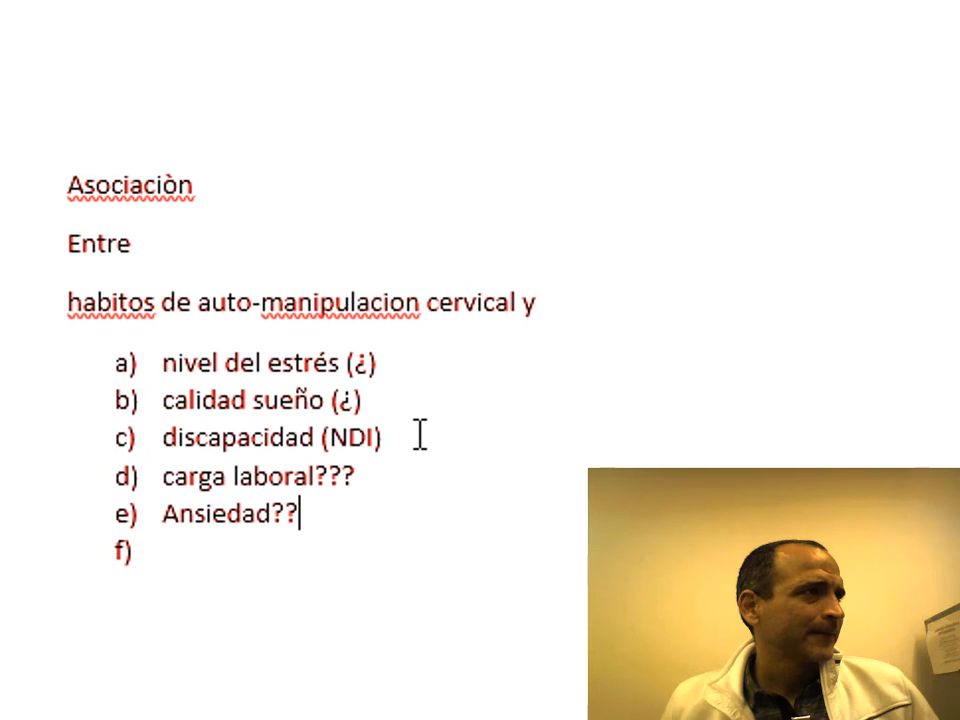 Asociaciòn
Entre
habitos de auto-manipulacion cervical y
a) nivel del estrés (¿)
b) calidad sueño (¿)
c) discapacidad (NDI)
d) carga laboral???
e) Ansiedad??
f)